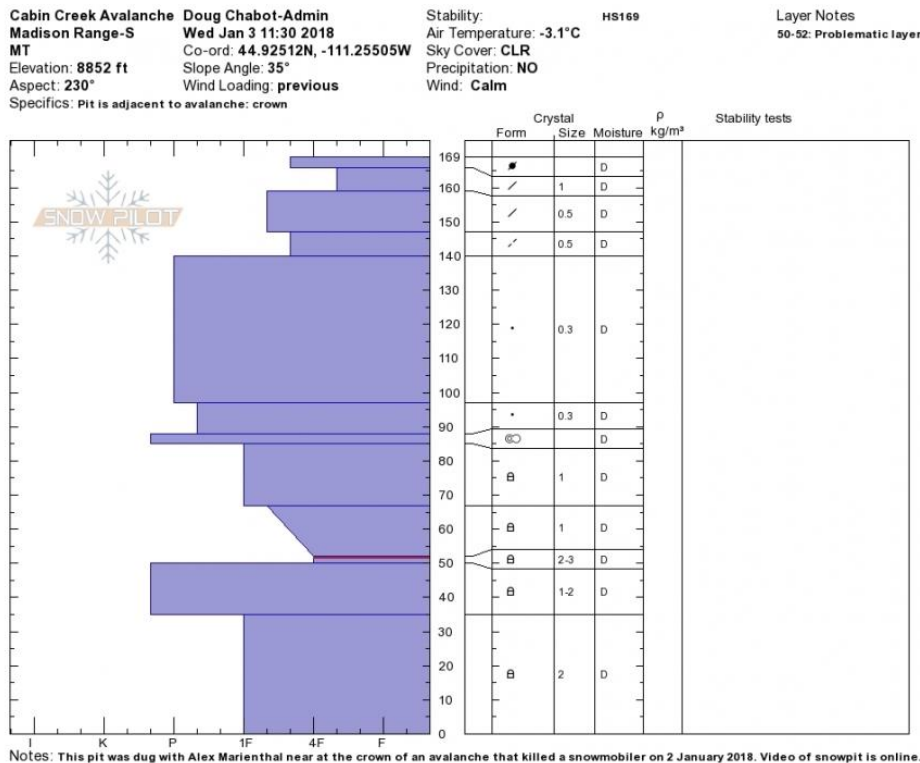 Cabin Creek Avalanche Doug Chabot-Admin Stability: HS169 Layer Notes
Madison Range-S Wed Jan 3 11:30 2018 Air Temperature: -3.1°C 50-52: Problematic layer
MT Co-ord: 44.92512N, -111.25505W Sky Cover: CLR
Elevation: 8852 ft Slope Angle: 35° Precipitation: NO
Aspect: 230° Wind Loading: previous Wind: Calm
Specifics: Pit is adjacent to avalanche: crown
Crystal ρ Stability tests
Form Size Moisture kg/m³
169
D
160 1 D
SNOW PILOT
150 0.5 D
0.5 D
140
130
120 0.3 D
110
100
0.3 D
90
D
80
1 D
70
60 1 D
50 2-3 D
1-2 D
40
30
20 2 D
10
0
I K P 1F 4F F
Notes: This pit was dug with Alex Marienthal near at the crown of an avalanche that killed a snowmobiler on 2 January 2018. Video of snowpit is online.